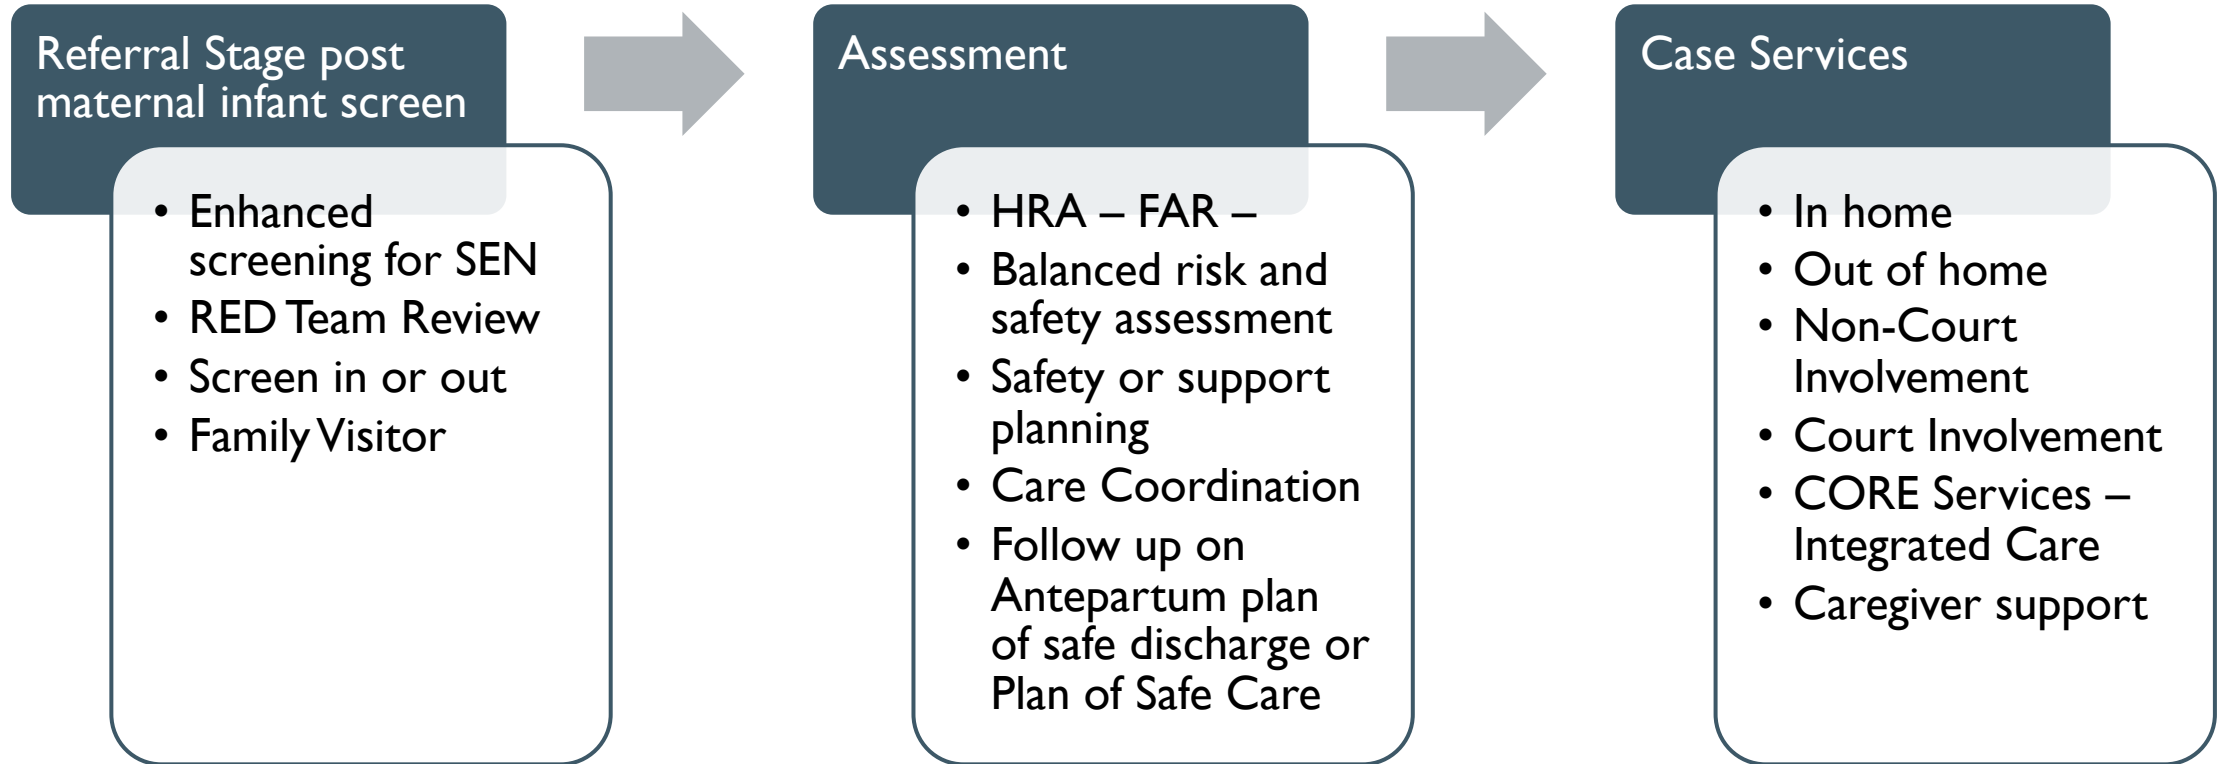 Referral Stage post
maternal infant screen
• Enhanced
screening for SEN
• RED Team Review
• Screen in or out
• Family Visitor
Assessment
• HRA – FAR –
• Balanced risk and
safety assessment
• Safety or support
planning
• Care Coordination
• Follow up on
Antepartum plan
of safe discharge or
Plan of Safe Care
Case Services
• In home
• Out of home
• Non-Court
Involvement
• Court Involvement
• CORE Services –
Integrated Care
• Caregiver support